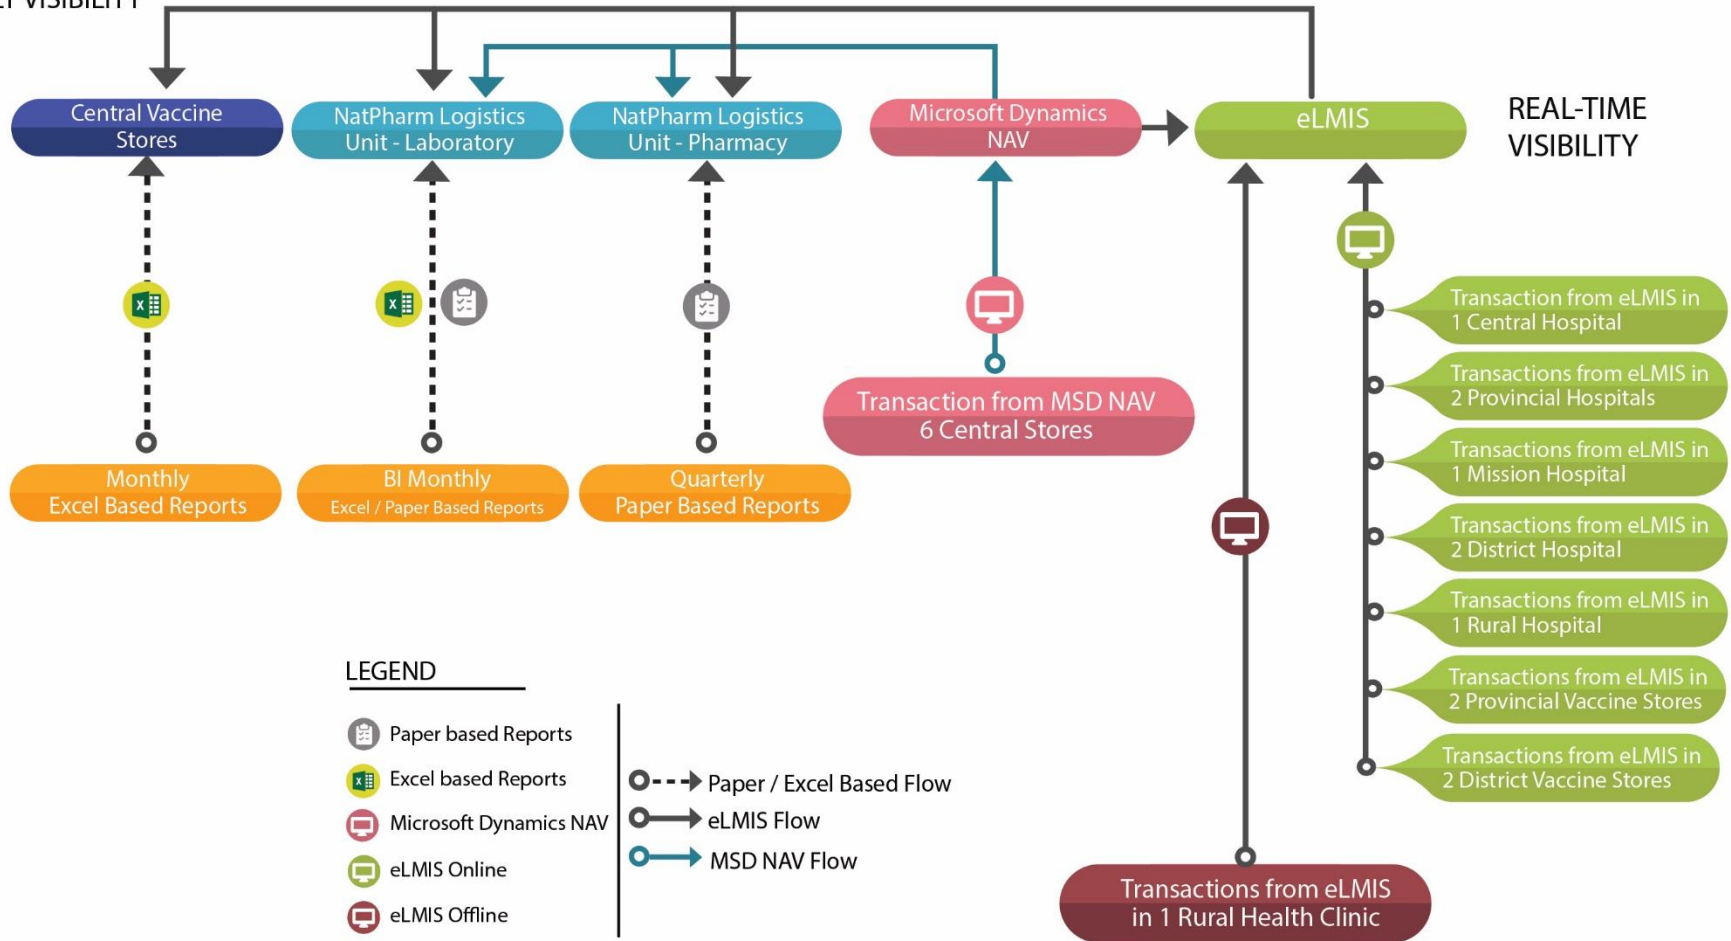 VISIBILITY
Central Vaccine
Stores
NatPharm Logistics
Unit - Laboratory
NatPharm Logistics
Unit - Pharmacy
Microsoft Dynamics
NAV
eLMIS
REAL-TIME
VISIBILITY
Transaction from MSD NAV
6 Central Stores
Monthly
Excel Based Reports
BI Monthly
Excel / Paper Based Reports
Quarterly
Paper Based Reports
Transaction from eLMIS in
1 Central Hospital
Transactions from eLMIS in
2 Provincial Hospitals
Transactions from eLMIS in
1 Mission Hospital
Transactions from eLMIS in
2 District Hospital
Transactions from eLMIS in
1 Rural Hospital
Transactions from eLMIS in
2 Provincial Vaccine Stores
Transactions from eLMIS in
2 District Vaccine Stores
Transactions from eLMIS
in 1 Rural Health Clinic
LEGEND
Paper based Reports
Excel based Reports
Microsoft Dynamics NAV
eLMIS Online
eLMIS Offline
Paper / Excel Based Flow
eLMIS Flow
MSD NAV Flow